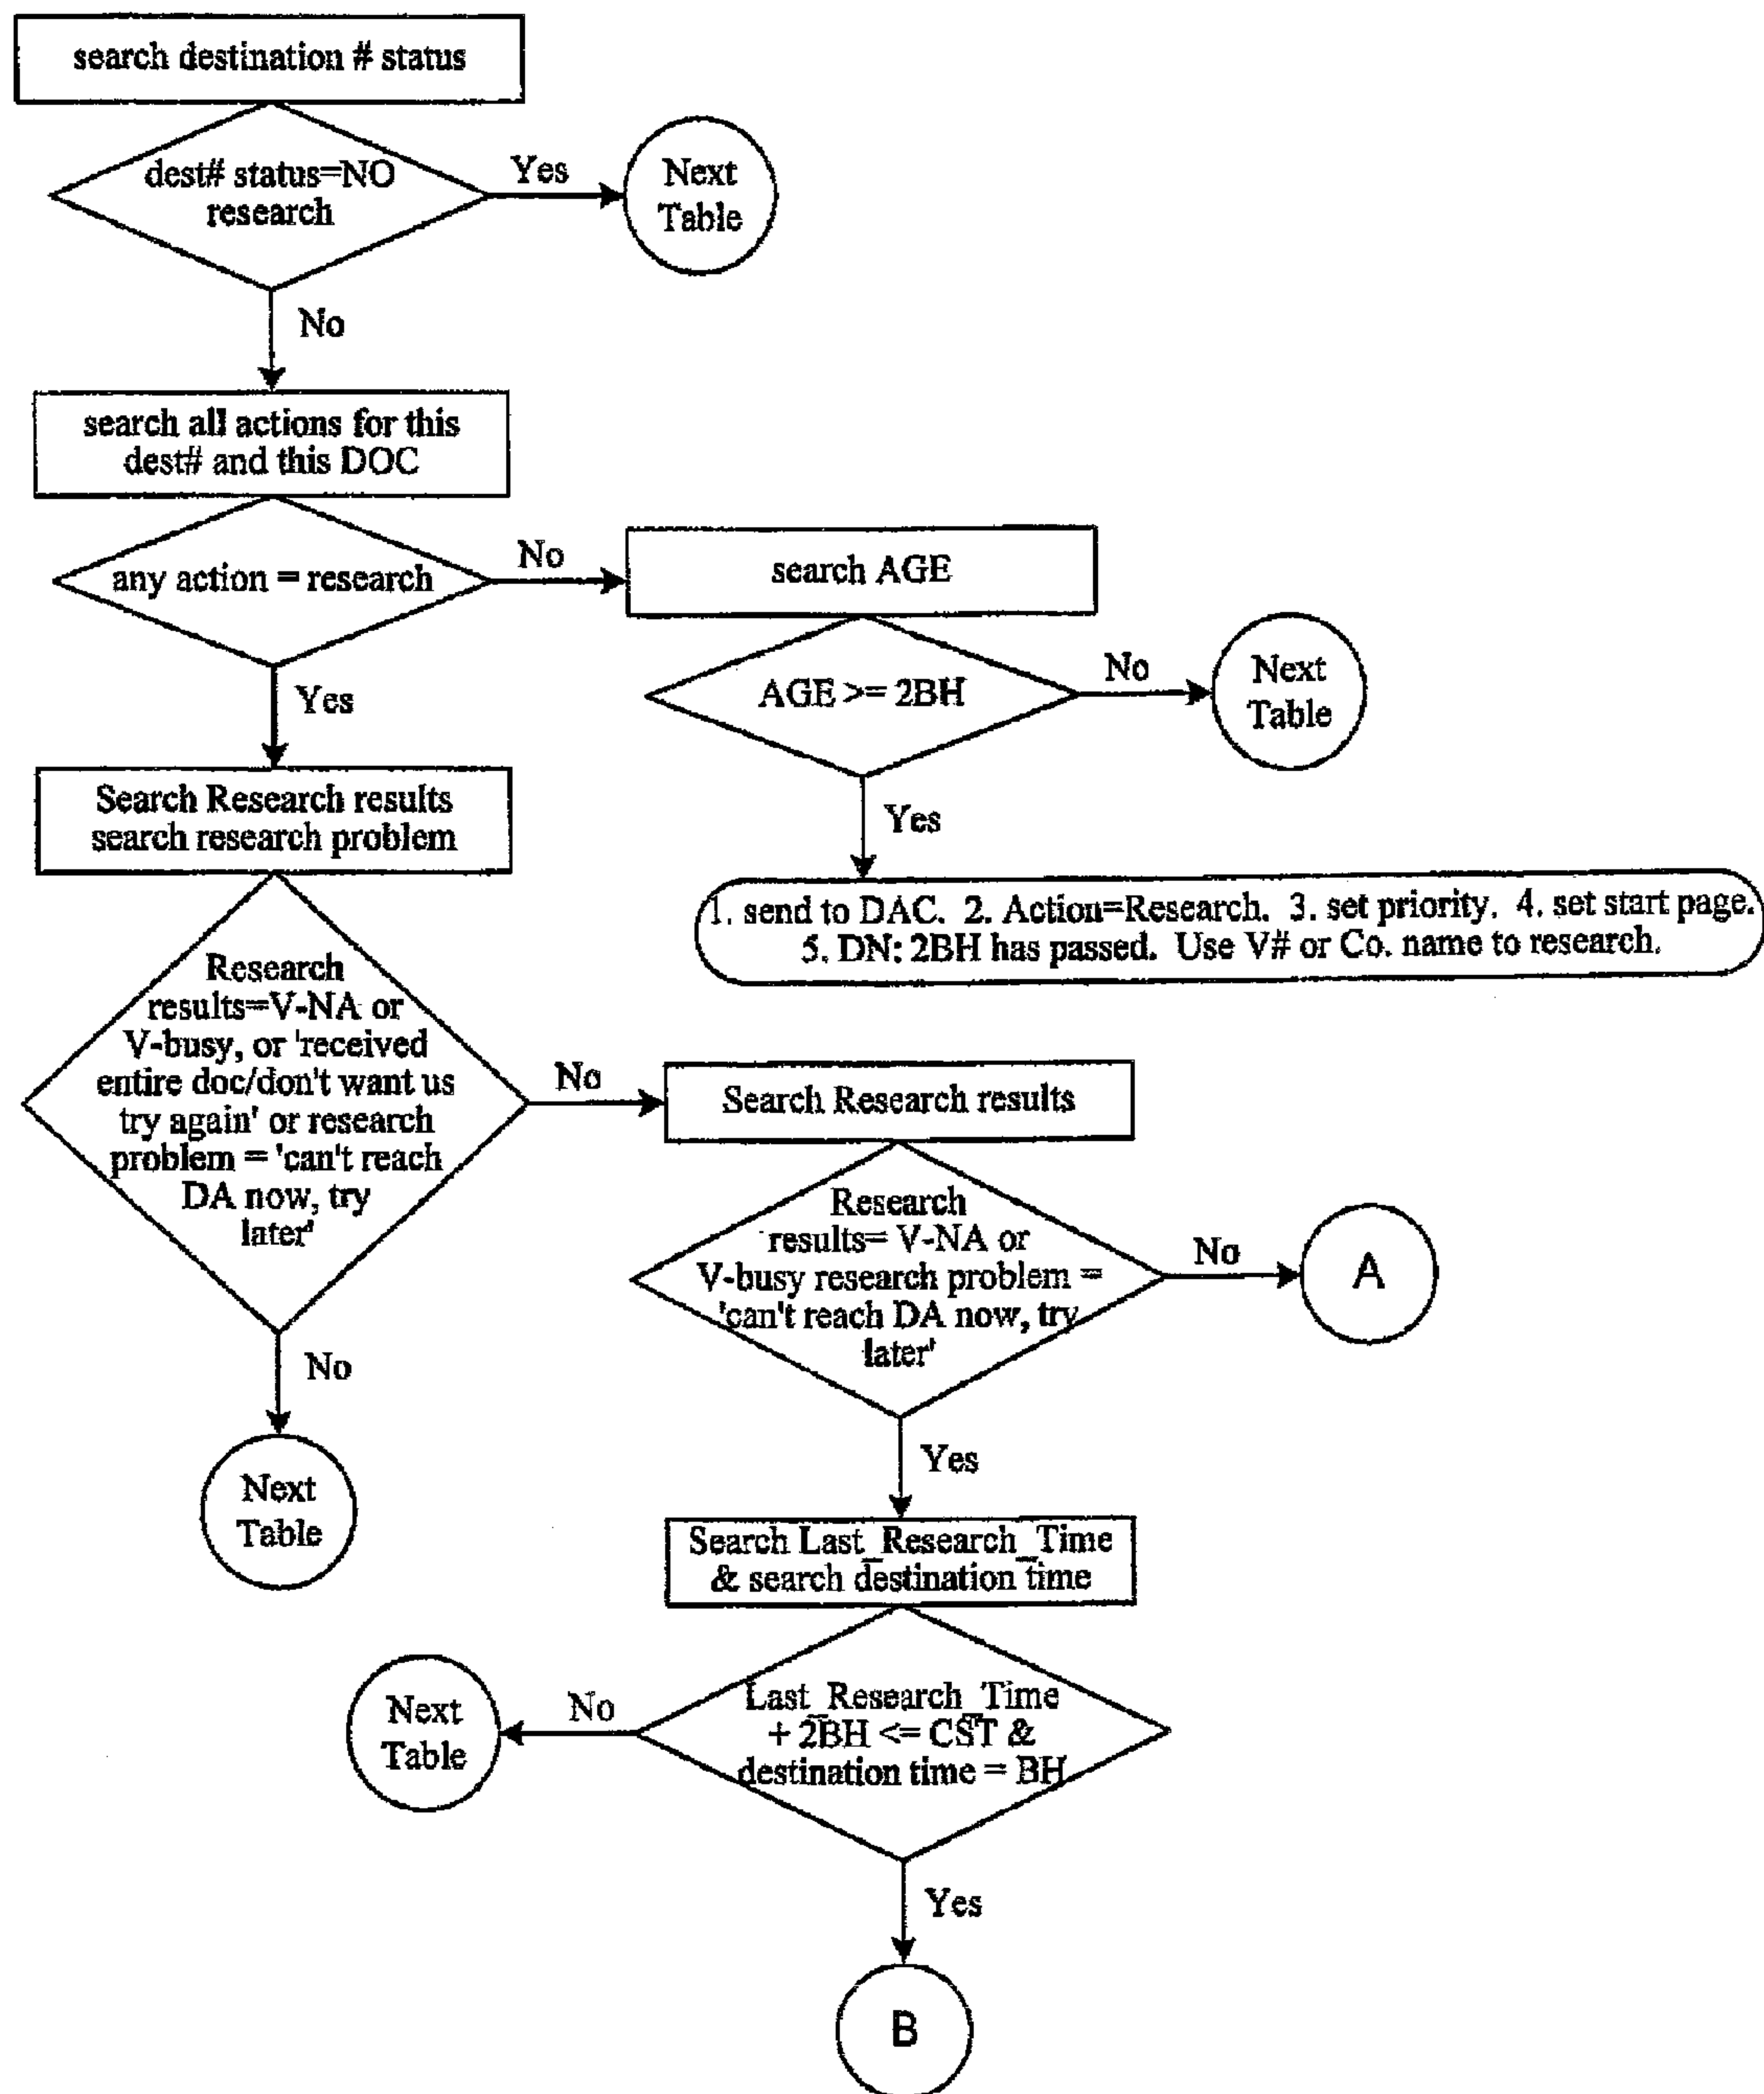 search destination # status
dest# status=NO
research
Yes
Next
Table
No
search all actions for this
dest# and this DOC
any action = research
No
search AGE
AGE >= 2BH
No
Next
Table
Yes
1. send to DAC. 2. Action=Research. 3. set priority. 4. set start page.
5. DN: 2BH has passed. Use V# or Co. name to research.
Yes
Search Research results
search research problem
Research
results=V-NA or
V-busy, or 'received
entire doc/don't want us
try again' or research
problem = 'can't reach
DA now, try
later'
No
Next
Table
No
Search Research results
Research
results= V-NA or
V-busy research problem =
'can't reach DA now, try
later'
No
A
Yes
Search Last_Research_Time
& search destination time
Last_Research_Time
+ 2BH <= CST &
destination time = BH
No
Next
Table
Yes
B